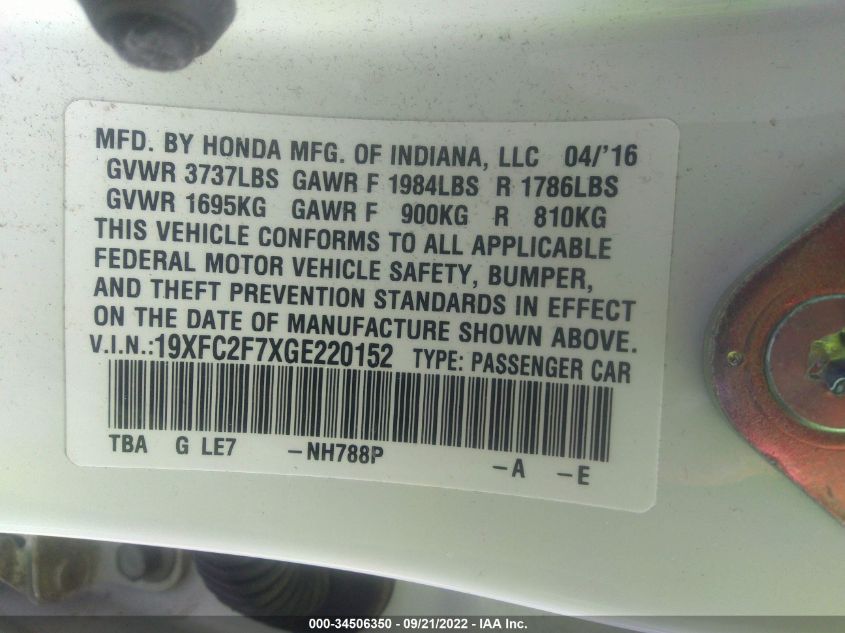 MFD. BY HONDA MFG. OF INDIANA, LLC 04/'16
GVWR 3737LBS GAWR F 1984LBS R 1786LBS
GVWR 1695KG GAWR F 900KG R 810KG
THIS VEHICLE CONFORMS TO ALL APPLICABLE
FEDERAL MOTOR VEHICLE SAFETY, BUMPER,
AND THEFT PREVENTION STANDARDS IN EFFECT
ON THE DATE OF MANUFACTURE SHOWN ABOVE.
V.I.N.:19XFC2F7XGE220152 TYPE: PASSENGER CAR
TBA G LE7 -NH788P -A -E
000-34506350 - 09/21/2022 - IAA Inc.